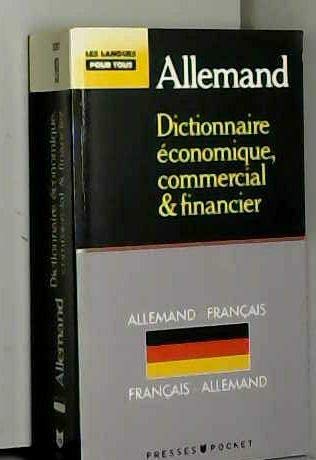 LES LANGUES
POUR TOUS
Allemand
Dictionnaire
économique,
commercial
& financier
ALLEMAND - FRANÇAIS
FRANÇAIS - ALLEMAND
PRESSES POCKET
Allemand Dictionnaire économique,
commercial & financier